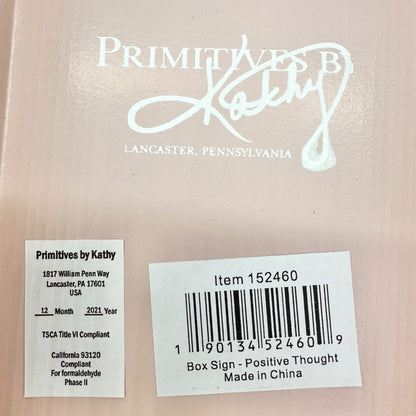 PRIMITIVES BY
Kathy
LANCASTER, PENNSYLVANIA
Primitives by Kathy
1817 William Penn Way
Lancaster, PA 17601
USA
12 Month 2021 Year
TSCA Title VI Compliant
California 93120
Compliant
For formaldehyde
Phase II
Item 152460
1 90134 52460 9
Box Sign - Positive Thought
Made in China